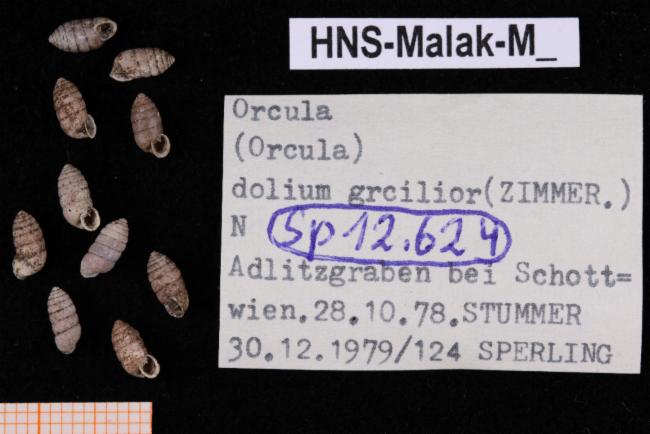 HNS-Malak-M_
Orcula
(Orcula)
dolium grcilior(ZIMMER.)
N Sp12.624
Adlitzgraben bei Schott=
wien.28.10.78.STUMMER
30.12.1979/124 SPERLING